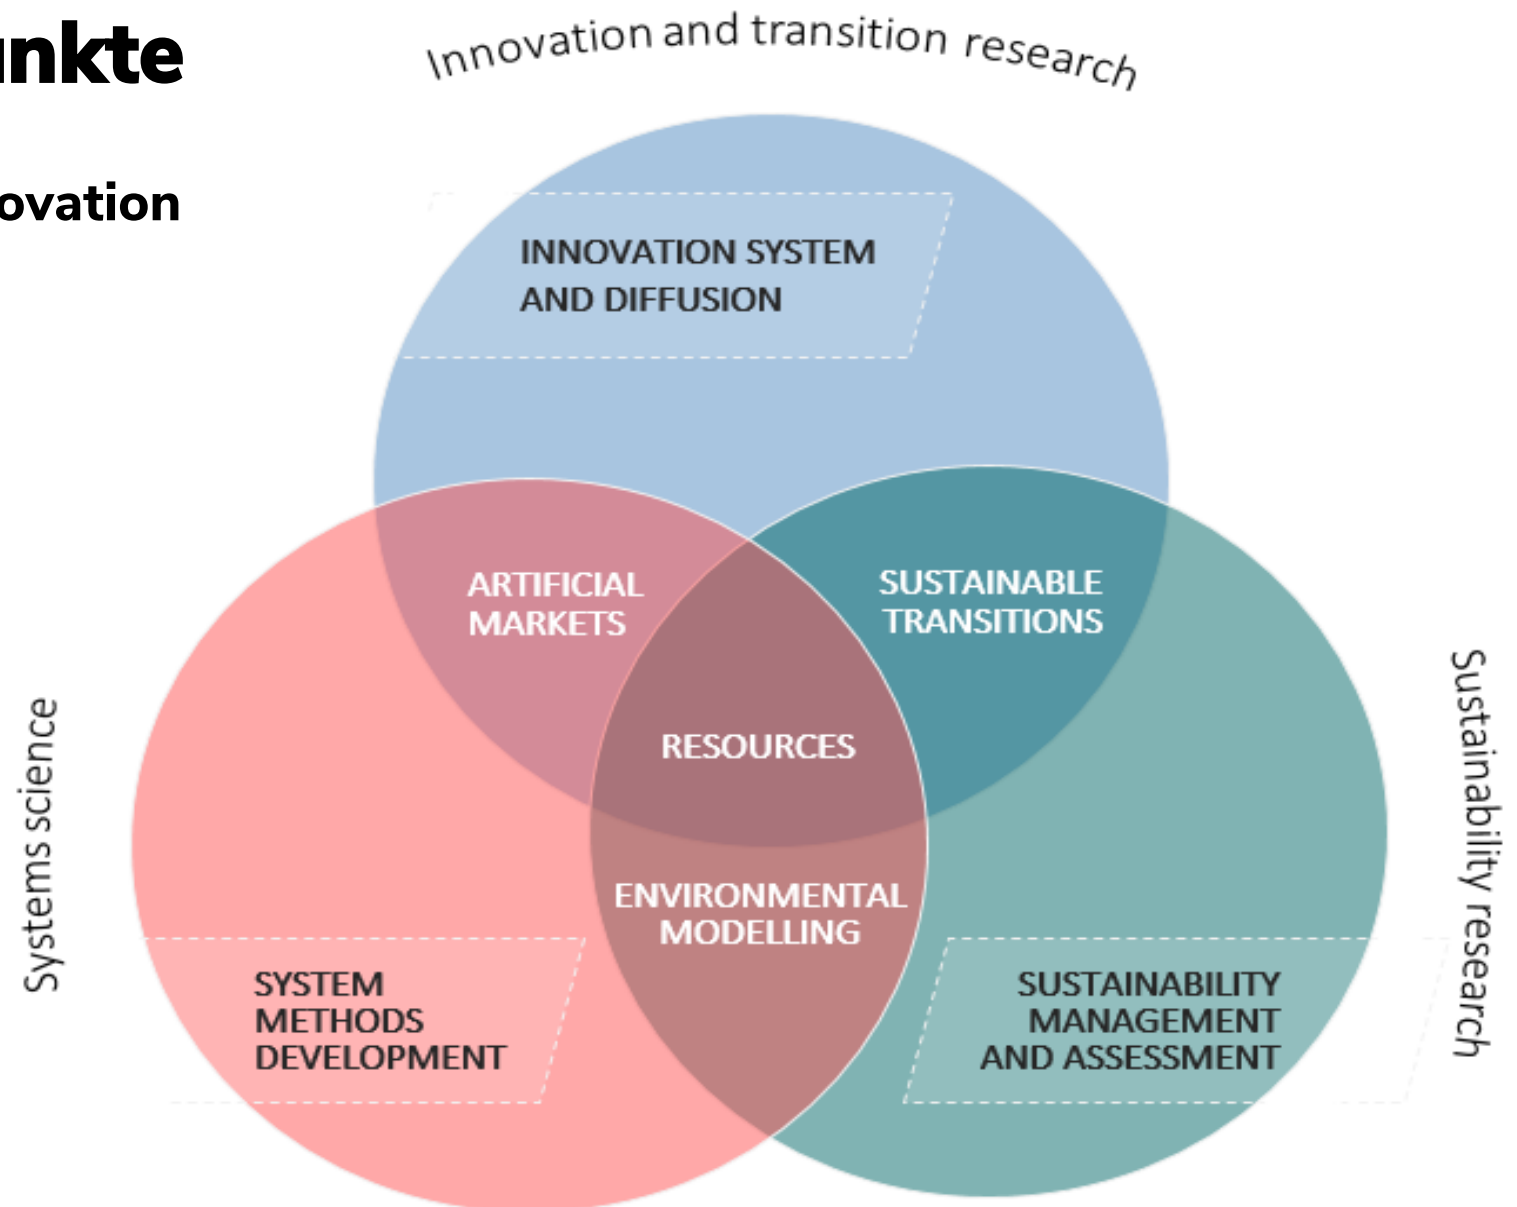 unkte
ovation
Innovation and transition research
INNOVATION SYSTEM
AND DIFFUSION
ARTIFICIAL
MARKETS
SUSTAINABLE
TRANSITIONS
RESOURCES
ENVIRONMENTAL
MODELLING
Systems science
SYSTEM
METHODS
DEVELOPMENT
SUSTAINABILITY
MANAGEMENT
AND ASSESSMENT
Sustainability research